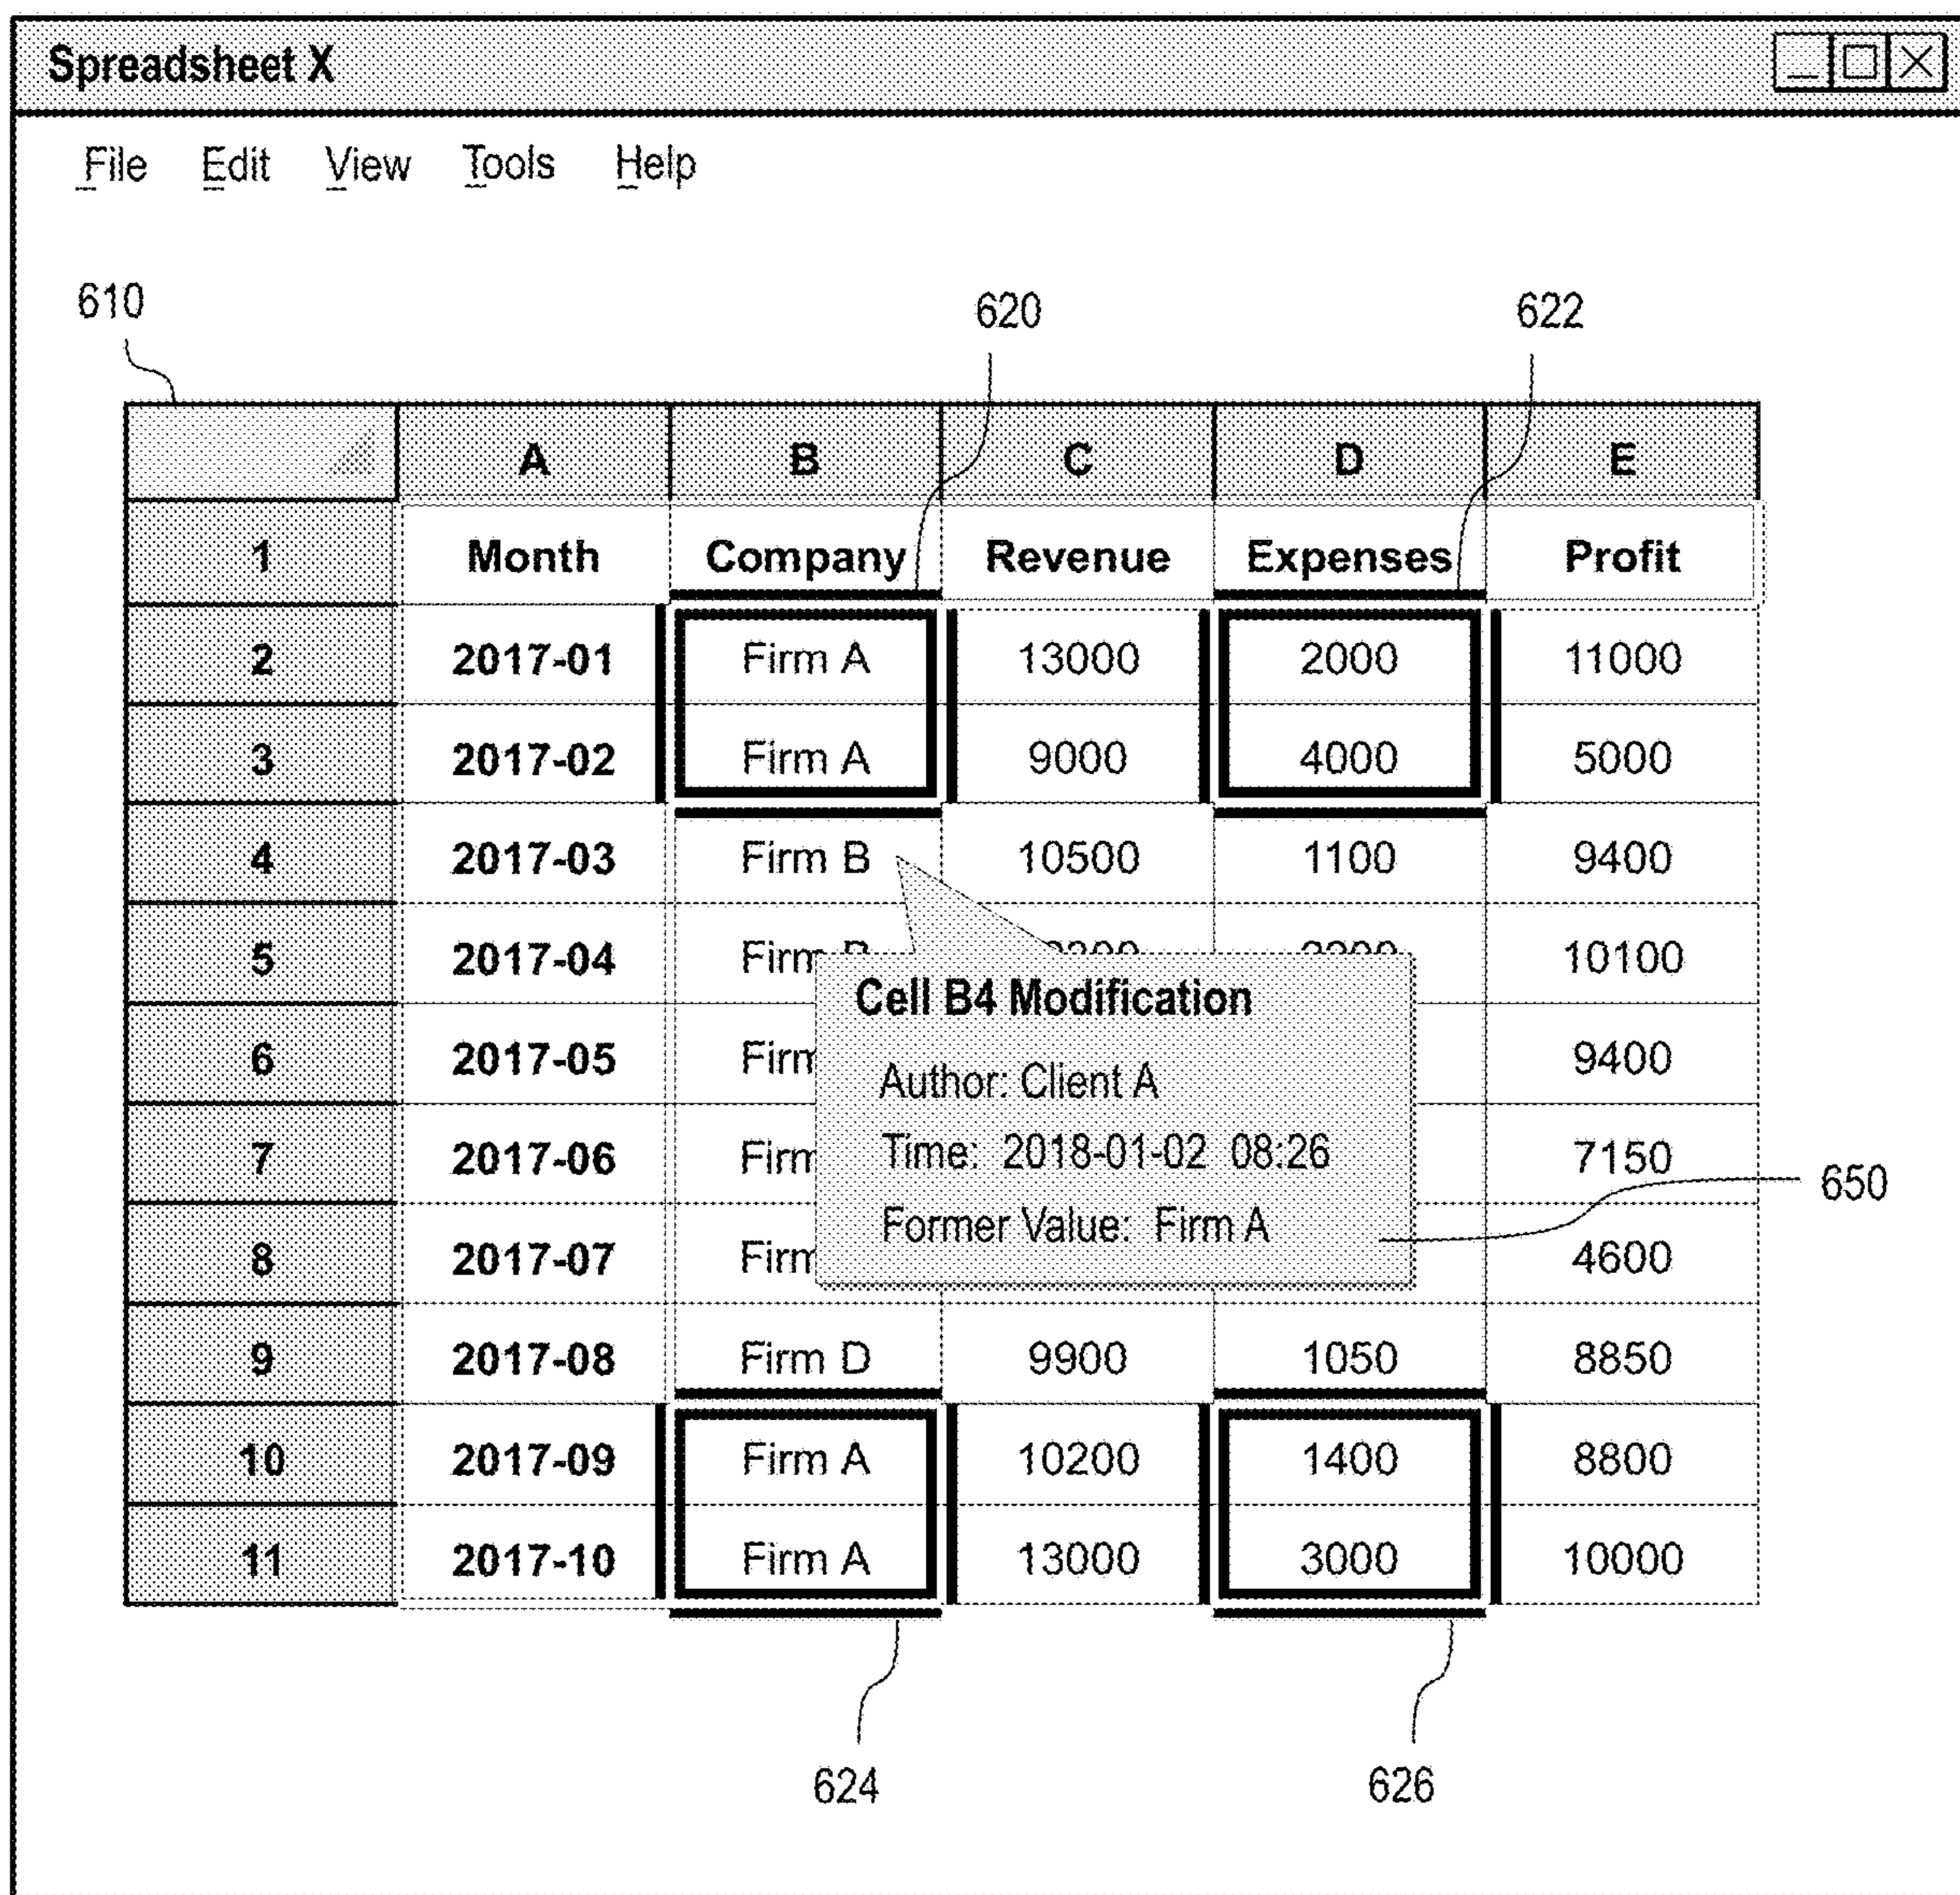 Spreadsheet X
File Edit View Tools Help
610 620 622
A B C D E
1 Month Company Revenue Expenses Profit
2 2017-01 Firm A 13000 2000 11000
3 2017-02 Firm A 9000 4000 5000
4 2017-03 Firm B 10500 1100 9400
5 2017-04 Firm 10100
Cell B4 Modification
6 2017-05 Firm 9400
Author: Client A
7 2017-06 Firm 7150
Time: 2018-01-02 08:26
650
8 2017-07 Firm 4600
Former Value: Firm A
9 2017-08 Firm D 9900 1050 8850
10 2017-09 Firm A 10200 1400 8800
11 2017-10 Firm A 13000 3000 10000
624 626